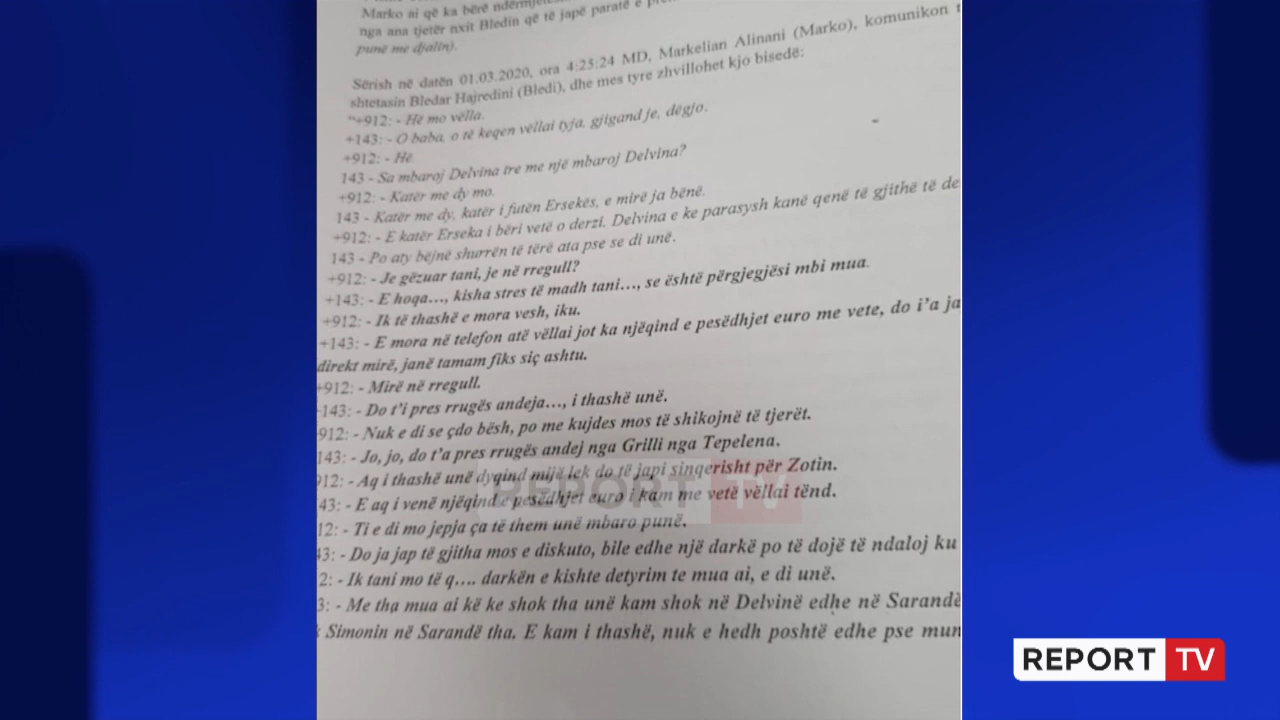 Marko ai që ka bërë
nga ana tjetër nxit Bledin që të japë paratë e
punë me djalin).
Sërish në datën 01.03.2020, ora 4:25:24 MD, Markelian Alinani (Marko), komunikon
shtetasin Bledar Hajredini (Bledi), dhe mes tyre zhvillohet kjo bisedë:
"+912: - Hë mo vëlla.
+143: - O baba, o të keqen vëllai tyja, gjigand je, dëgjo.
+912: - Hë.
143 - Sa mbaroj Delvina tre me një mbaroj Delvina?
+912: - Katër me dy mo.
143 - Katër me dy, katër i futën Ersekës, e mirë ja bënë.
+912: - E katër Erseka i bëri vetë o derzi. Delvina e ke parasysh kanë qenë të gjithë të de
143 - Po aty bëjnë shurrën të tërë ata pse se di unë.
+912: - Je gëzuar tani, je në rregull?
+143: - E hoqa…, kisha stres të madh tani…, se është përgjegjësi mbi mua.
+912: - Ik të thashë e mora vesh, iku.
+143: - E mora në telefon atë vëllai jot ka njëqind e pesëdhjet euro me vete, do i'a ja
direkt mirë, janë tamam fiks siç ashtu.
+912: - Mirë në rregull.
+143: - Do t'i pres rrugës andeja…, i thashë unë.
912: - Nuk e di se çdo bësh, po me kujdes mos të shikojnë të tjerët.
143: - Jo, jo, do t'a pres rrugës andej nga Grilli nga Tepelena.
912: - Aq i thashë unë dyqind mijë lek do të japi sinqerisht për Zotin.
43: - E aq i venë njëqind e pesëdhjet euro i kam me vetë vëllai tënd.
12: - Ti e di mo jepja ça të them unë mbaro punë.
43: - Do ja jap të gjitha mos e diskuto, bile edhe një darkë po të dojë të ndaloj ku
2: - Ik tani mo të q…. darkën e kishte detyrim te mua ai, e di unë.
3: - Me tha mua ai kë ke shok tha unë kam shok në Delvinë edhe në Sarandë
Simonin në Sarandë tha. E kam i thashë, nuk e hedh poshtë edhe pse mun
REPORT TV
REPORT TV